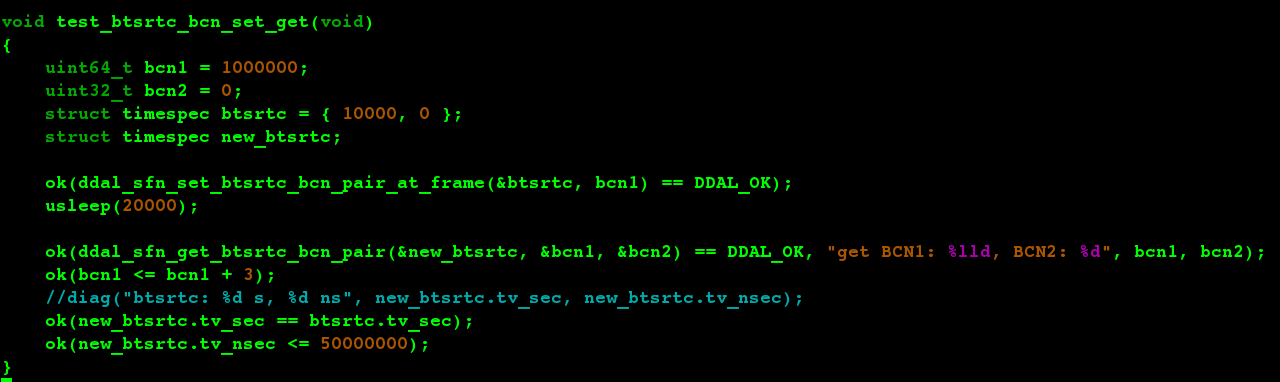 void test_btsrtc_bcn_set_get(void)
{
    uint64_t bcn1 = 1000000;
    uint32_t bcn2 = 0;
    struct timespec btsrtc = { 10000, 0 };
    struct timespec new_btsrtc;

    ok(ddal_sfn_set_btsrtc_bcn_pair_at_frame(&btsrtc, bcn1) == DDAL_OK);
    usleep(20000);

    ok(ddal_sfn_get_btsrtc_bcn_pair(&new_btsrtc, &bcn1, &bcn2) == DDAL_OK, "get BCN1: %lld, BCN2: %d", bcn1, bcn2);
    ok(bcn1 <= bcn1 + 3);
    //diag("btsrtc: %d s, %d ns", new_btsrtc.tv_sec, new_btsrtc.tv_nsec);
    ok(new_btsrtc.tv_sec == btsrtc.tv_sec);
    ok(new_btsrtc.tv_nsec <= 50000000);
}